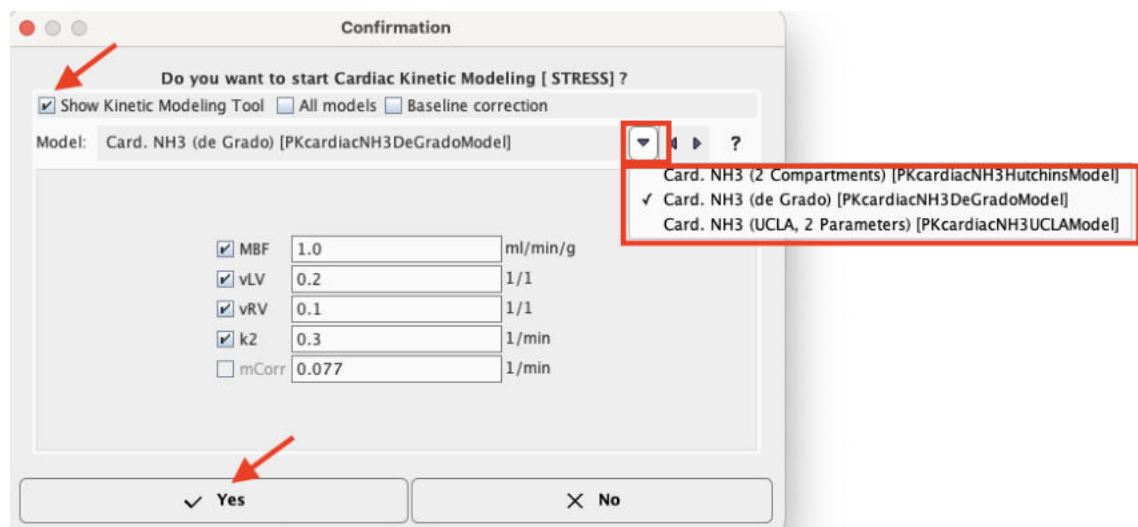 Confirmation
Do you want to start Cardiac Kinetic Modeling [ STRESS] ?
Show Kinetic Modeling Tool All models Baseline correction
Model: Card. NH3 (de Grado) [PKcardiacNH3DeGradoModel] ?
Card. NH3 (2 Compartments) [PKcardiacNH3HutchinsModel]
✓ Card. NH3 (de Grado) [PKcardiacNH3DeGradoModel]
Card. NH3 (UCLA, 2 Parameters) [PKcardiacNH3UCLAModel]
MBF 1.0 ml/min/g
vLV 0.2 1/1
vRV 0.1 1/1
k2 0.3 1/min
mCorr 0.077 1/min
✓ Yes
X No